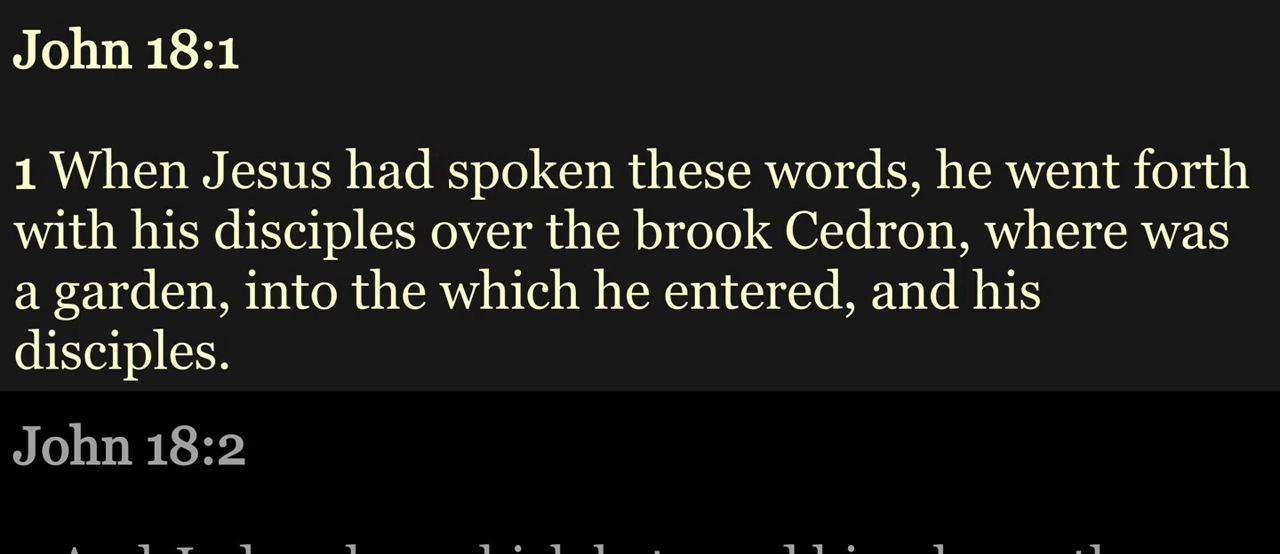 John 18:1
1 When Jesus had spoken these words, he went forth
with his disciples over the brook Cedron, where was
a garden, into the which he entered, and his
disciples.
John 18:2